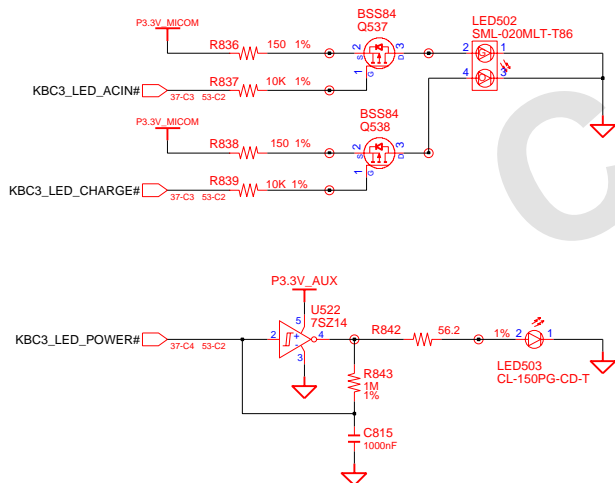 BSS84
Q537
LED502
SML-020MLT-T86
P3.3V_MICOM
R836 150 1%
2 S 3 D 1 G
2 1
4 3
R837 10K 1%
KBC3_LED_ACIN#
37-C3 53-C2
BSS84
Q538
P3.3V_MICOM
R838 150 1%
2 S 3 D 1 G
R839 10K 1%
KBC3_LED_CHARGE#
37-C3 53-C2
C
P3.3V_AUX
U522
7SZ14
5
+
-
2 4
3
KBC3_LED_POWER#
37-C4 53-C2
R842 56.2 1%
2 1
LED503
CL-150PG-CD-T
R843
1M
1%
C815
1000nF